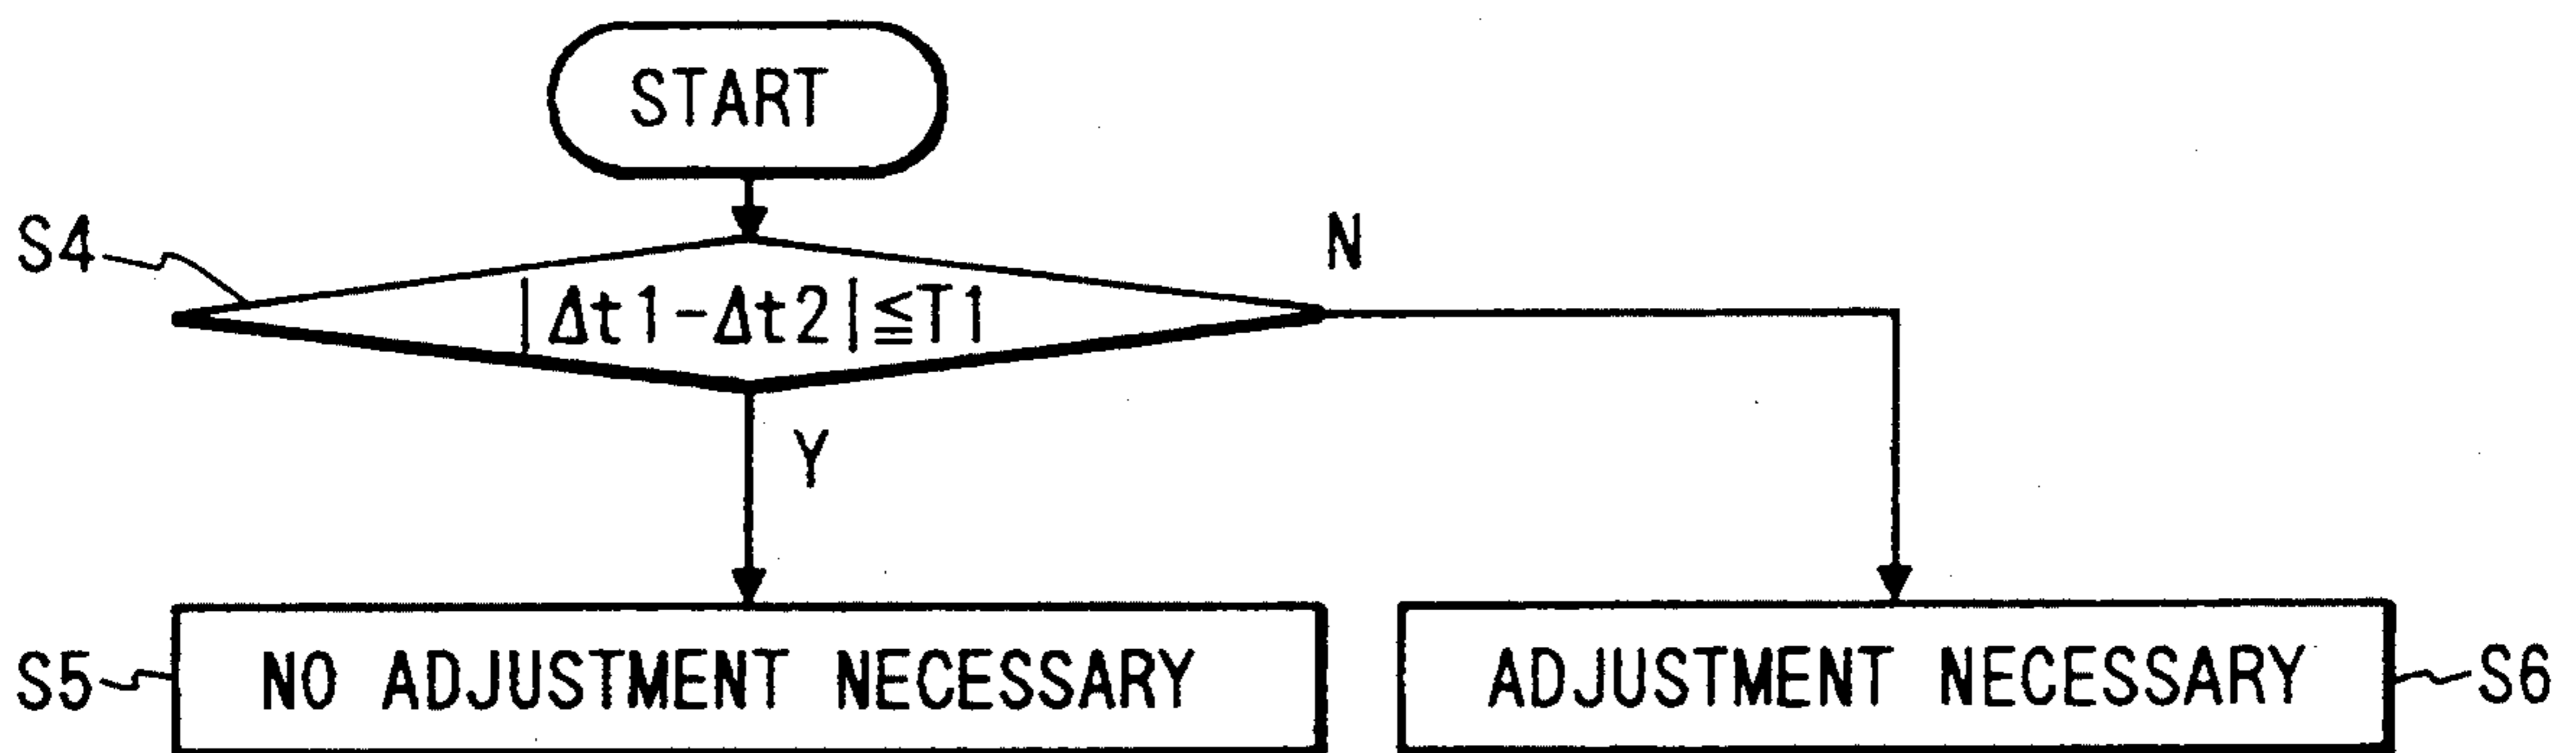 START
S4
N
|Δt1-Δt2|≦T1
Y
S5
NO ADJUSTMENT NECESSARY
ADJUSTMENT NECESSARY
S6